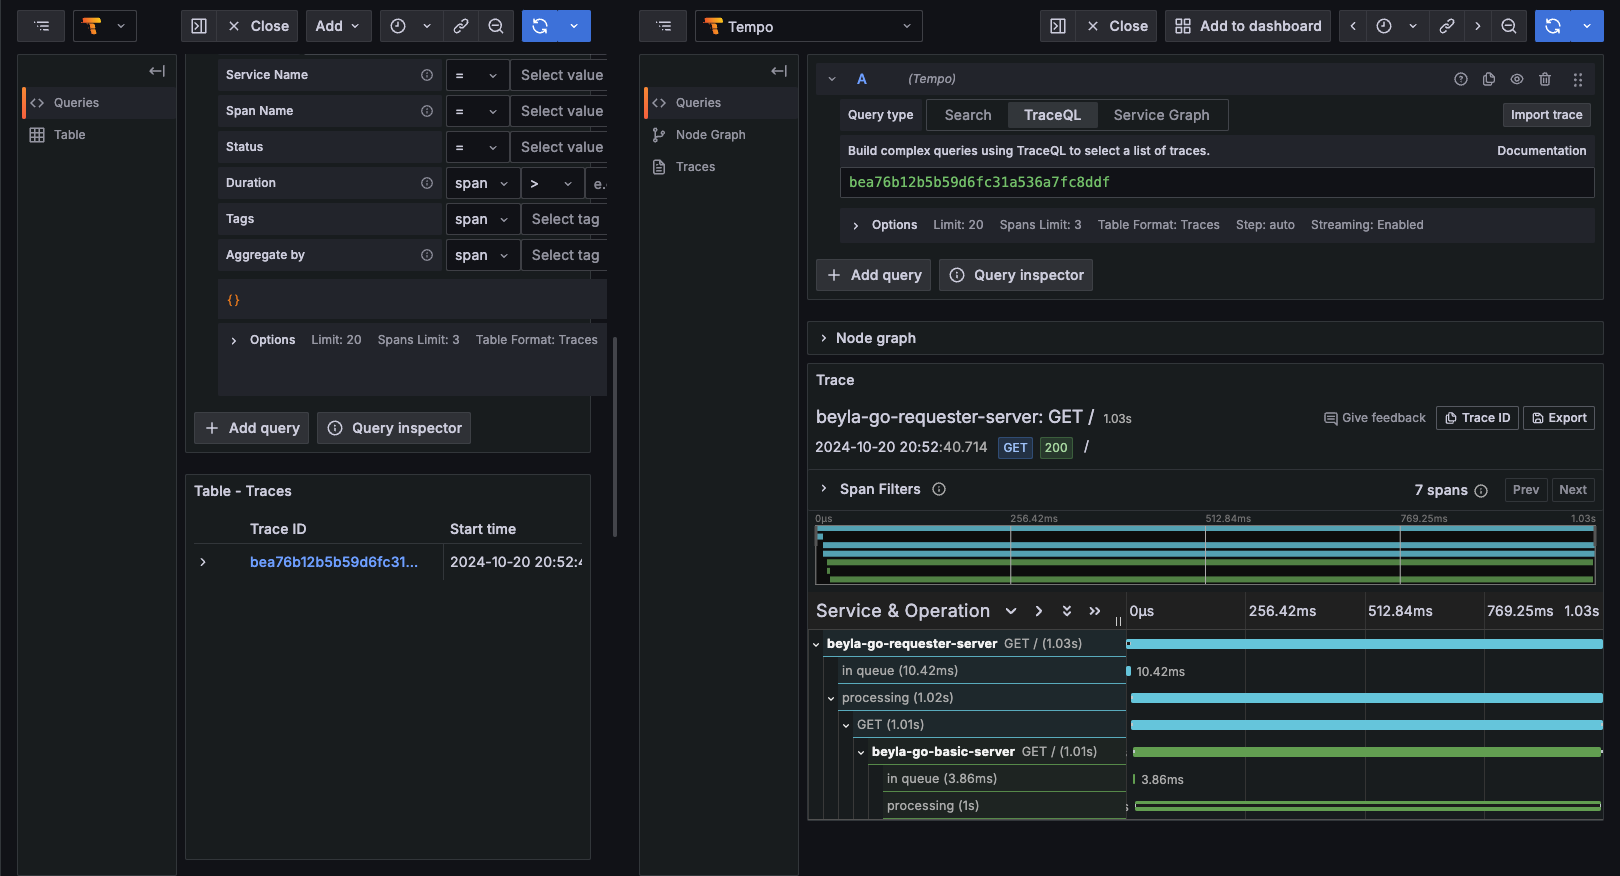 Close
Add
Queries
Table
Service Name = Select value
Span Name = Select value
Status = Select value
Duration span >
Tags span Select tag
Aggregate by span Select tag
{}
Options Limit: 20 Spans Limit: 3 Table Format: Traces
+ Add query
Query inspector
Table - Traces
Trace ID Start time
bea76b12b5b59d6fc31... 2024-10-20 20:52:4
Tempo
Close
Add to dashboard
Queries
Node Graph
Traces
A (Tempo)
Query type Search TraceQL Service Graph Import trace
Build complex queries using TraceQL to select a list of traces. Documentation
bea76b12b5b59d6fc31a536a7fc8ddf
Options Limit: 20 Spans Limit: 3 Table Format: Traces Step: auto Streaming: Enabled
+ Add query
Query inspector
Node graph
Trace
beyla-go-requester-server: GET / 1.03s
Give feedback Trace ID Export
2024-10-20 20:52:40.714 GET 200 /
Span Filters 7 spans Prev Next
0µs 256.42ms 512.84ms 769.25ms 1.03s
Service & Operation 0µs 256.42ms 512.84ms 769.25ms 1.03s
beyla-go-requester-server GET / (1.03s)
in queue (10.42ms) 10.42ms
processing (1.02s)
GET (1.01s)
beyla-go-basic-server GET / (1.01s)
in queue (3.86ms) 3.86ms
processing (1s)